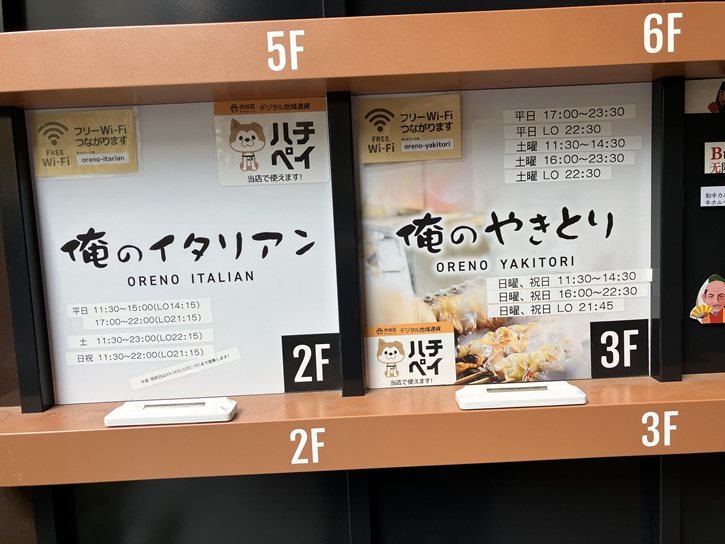 5F
6F
FREE
Wi-Fi
フリーWi-Fi
つながります
oreno-itarian
渋谷区 デジタル地域通貨
ハチ
ペイ
当店で使えます!
俺のイタリアン
ORENO ITALIAN
平日 11:30~15:00(LO14:15)
17:00~22:00(LO21:15)
土 11:30~23:00(LO22:15)
日祝 11:30~22:00(LO21:15)
2F
FREE
Wi-Fi
フリーWi-Fi
つながります
oreno-yakitori
平日 17:00~23:30
平日 LO 22:30
土曜 11:30~14:30
土曜 16:00~23:30
土曜 LO 22:30
俺のやきとり
ORENO YAKITORI
日曜、祝日 11:30~14:30
日曜、祝日 16:00~22:30
日曜、祝日 LO 21:45
渋谷区 デジタル地域通貨
ハチ
ペイ
当店で使えます!
3F
2F
3F